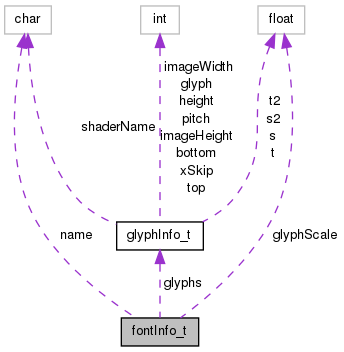 char
int
float
imageWidth
glyph
height
pitch
imageHeight
bottom
xSkip
top
shaderName
t2
s2
s
t
glyphInfo_t
name
glyphs
glyphScale
fontInfo_t